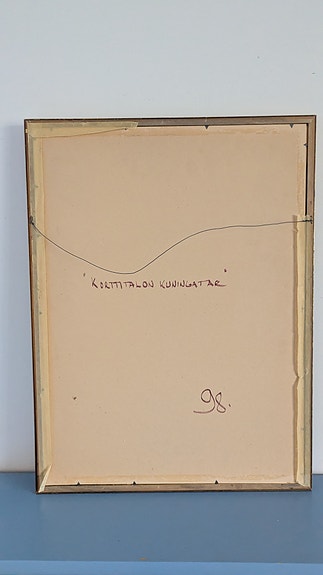 "KORTTITALON KUNINGATAR"
98.